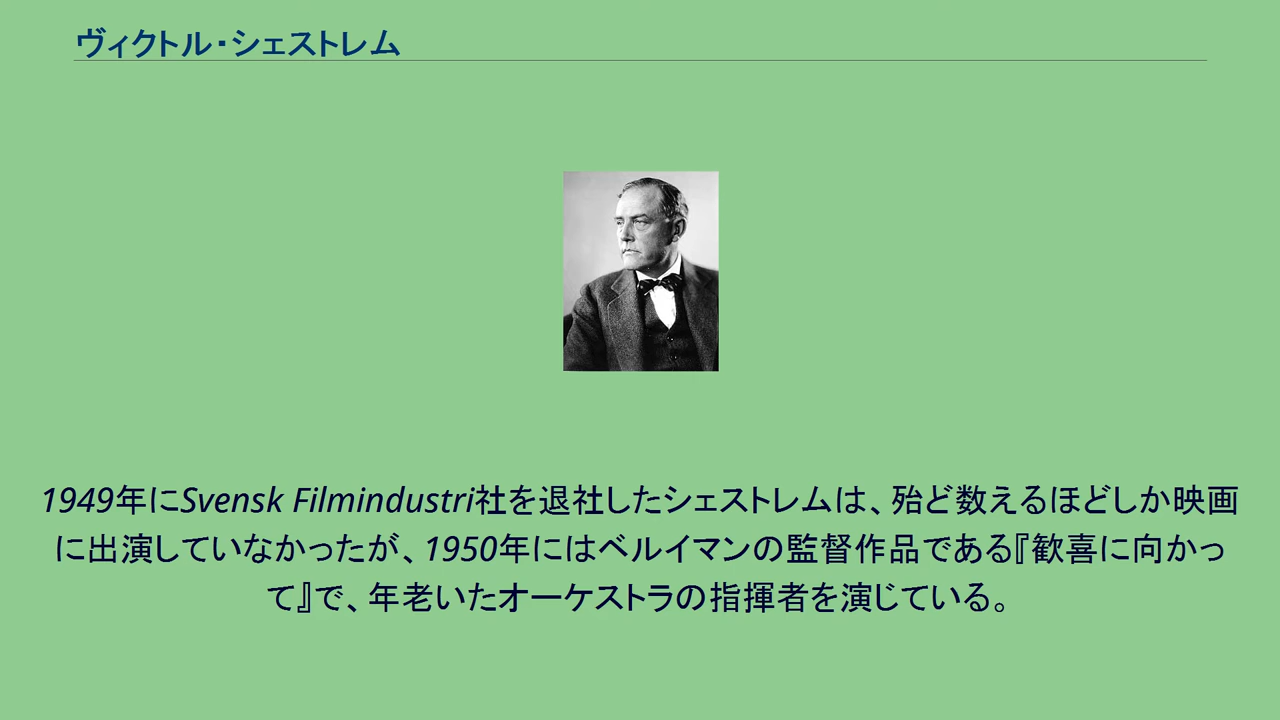 ヴィクトル・シェストレム
1949年にSvensk Filmindustri社を退社したシェストレムは、殆ど数えるほどしか映画
に出演していなかったが、1950年にはベルイマンの監督作品である『歓喜に向かっ
て』で、年老いたオーケストラの指揮者を演じている。